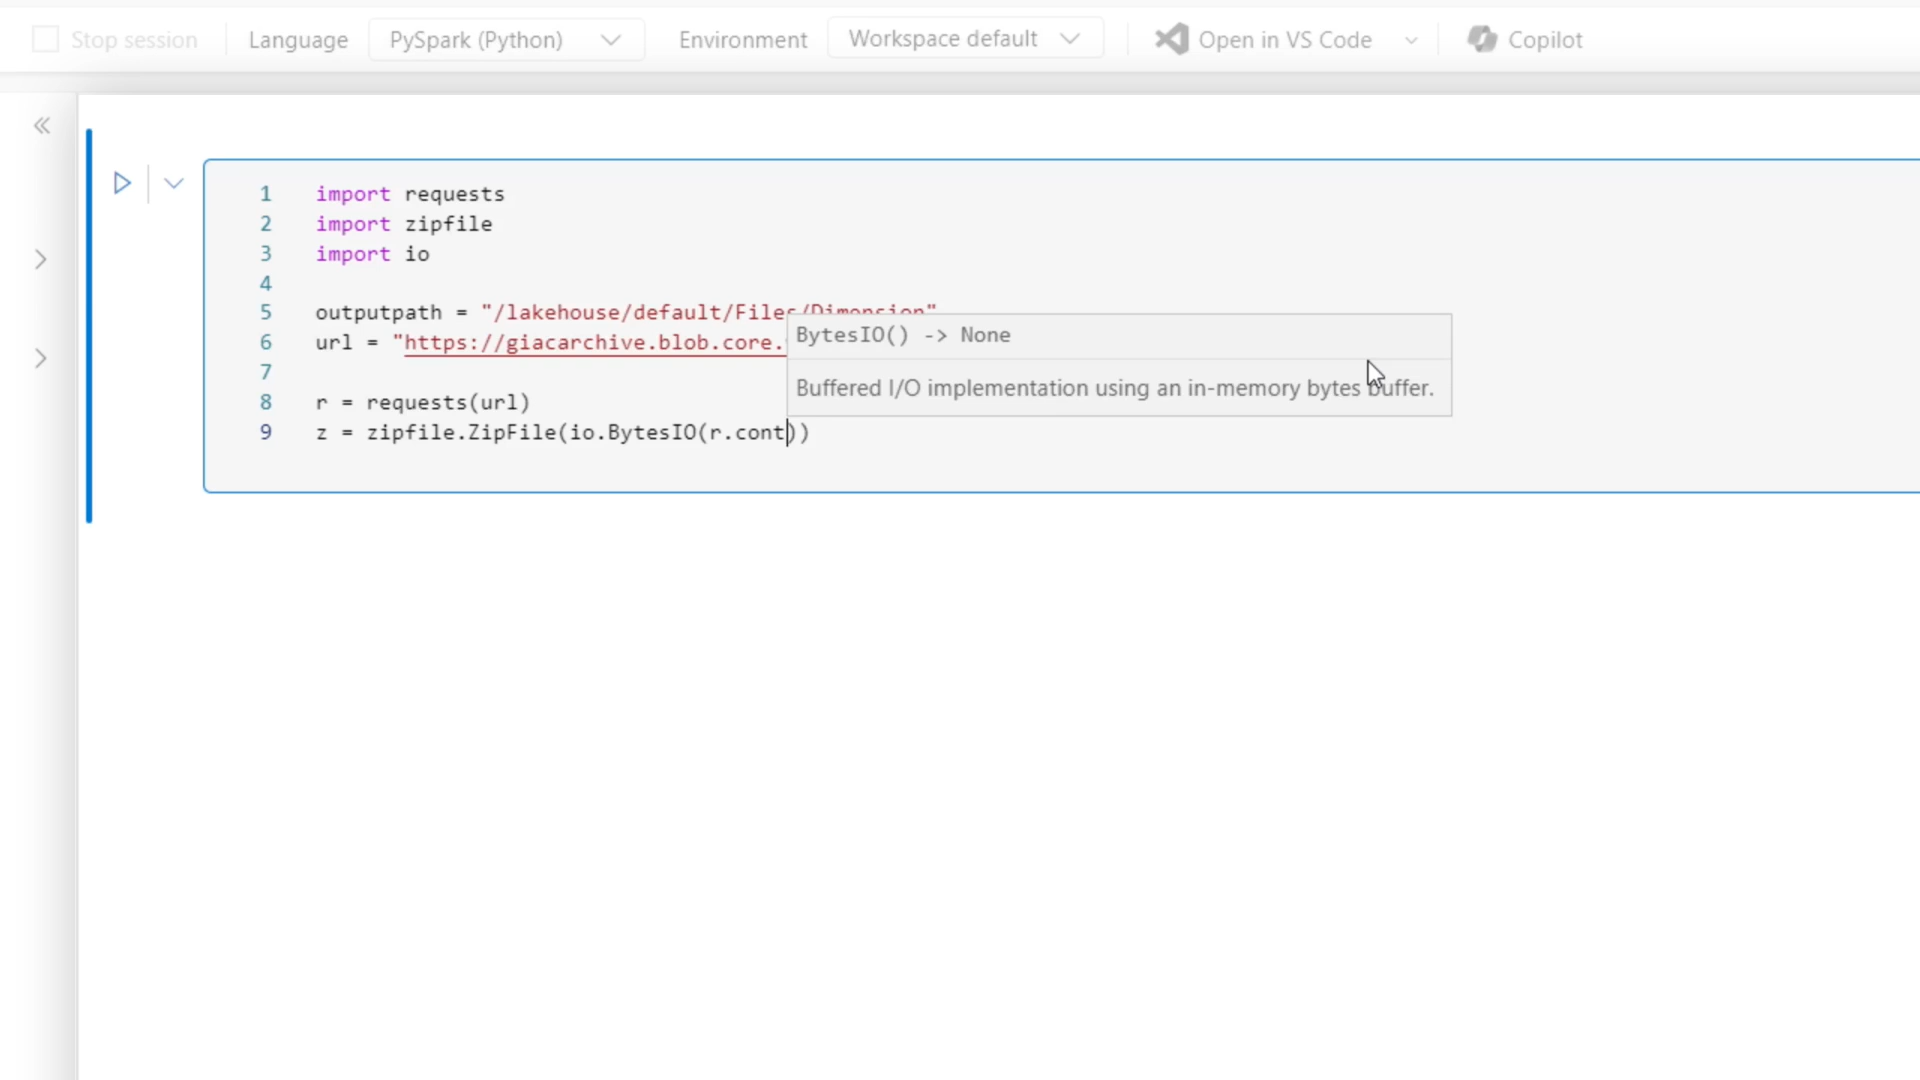 Stop session Language PySpark (Python) Environment Workspace default Open in VS Code Copilot
1 import requests
2 import zipfile
3 import io
4
5 outputpath = "/lakehouse/default/Files/Dimension"
6 url = "https://giacarchive.blob.core.
BytesIO() -> None
Buffered I/O implementation using an in-memory bytes buffer.
7
8 r = requests(url)
9 z = zipfile.ZipFile(io.BytesIO(r.cont))